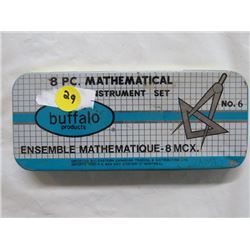 8 PC. MATHEMATICAL
INSTRUMENT SET
29
NO. 6
buffalo
products
ENSEMBLE MATHEMATIQUE-8 MCX.